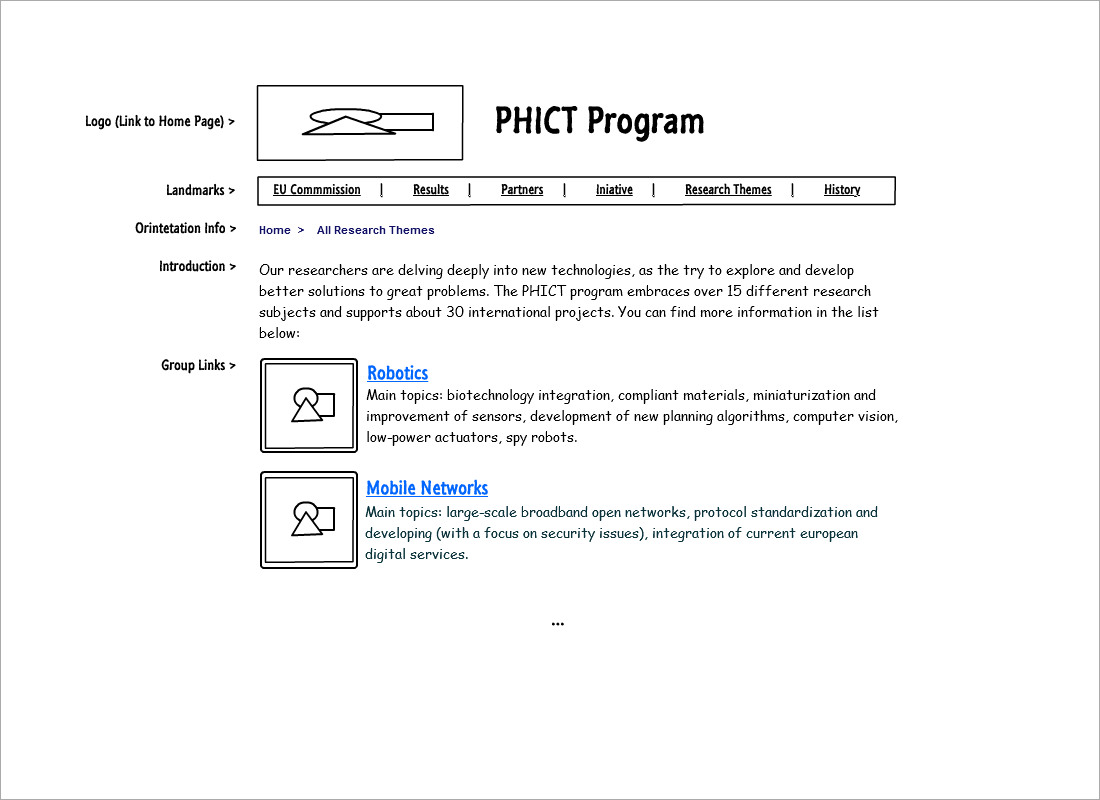 Logo (Link to Home Page) >
PHICT Program
Landmarks >
EU Commmission | Results | Partners | Iniative | Research Themes | History
Orintetation Info >
Home > All Research Themes
Introduction >
Our researchers are delving deeply into new technologies, as the try to explore and develop
better solutions to great problems. The PHICT program embraces over 15 different research
subjects and supports about 30 international projects. You can find more information in the list
below:
Group Links >
Robotics
Main topics: biotechnology integration, compliant materials, miniaturization and
improvement of sensors, development of new planning algorithms, computer vision,
low-power actuators, spy robots.
Mobile Networks
Main topics: large-scale broadband open networks, protocol standardization and
developing (with a focus on security issues), integration of current european
digital services.
...